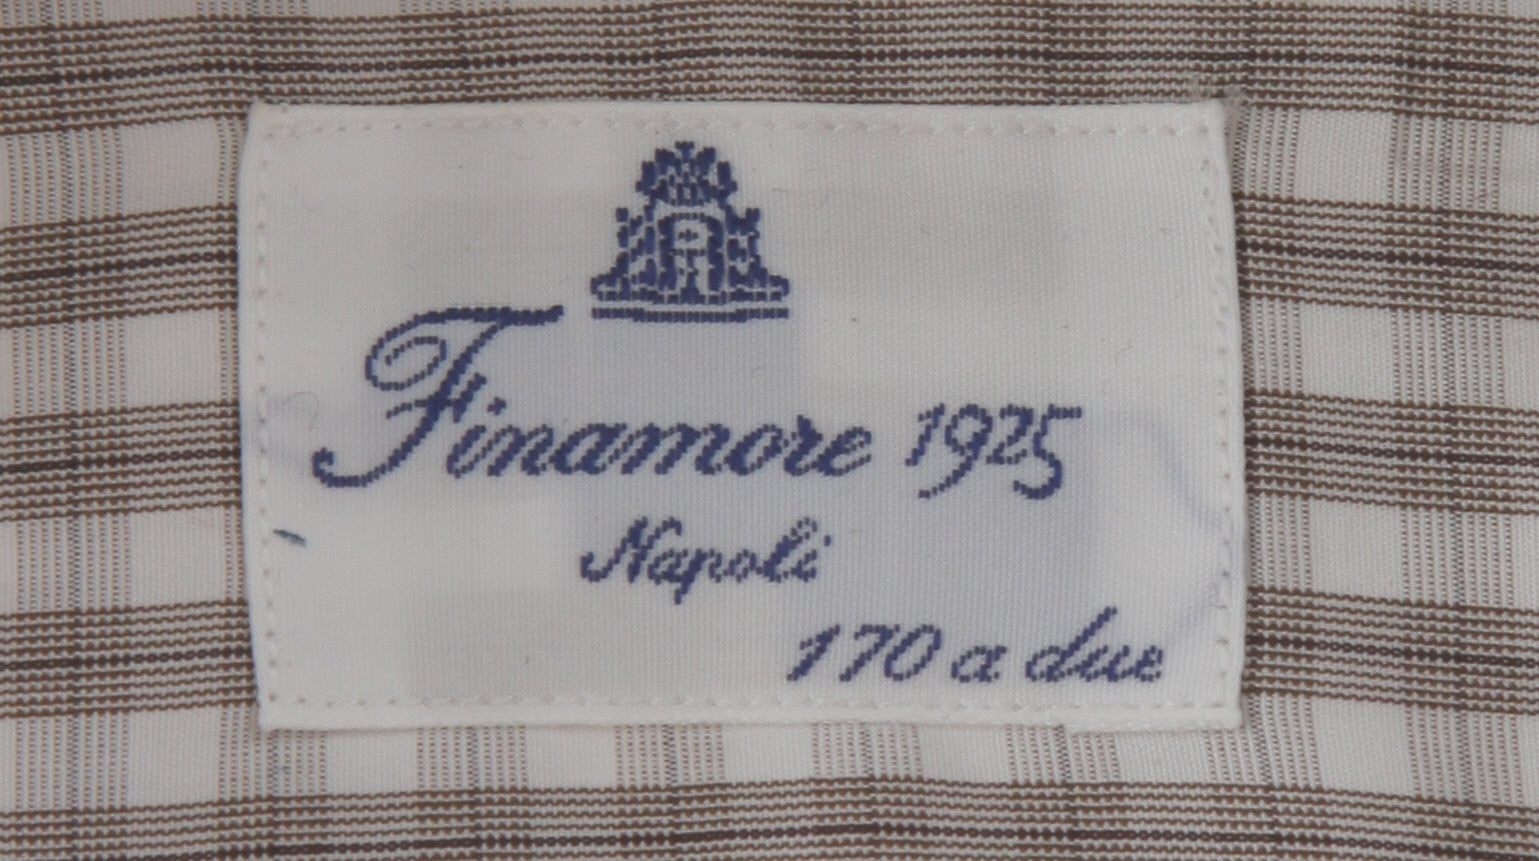 Finamore 1925
Napoli
170 a due